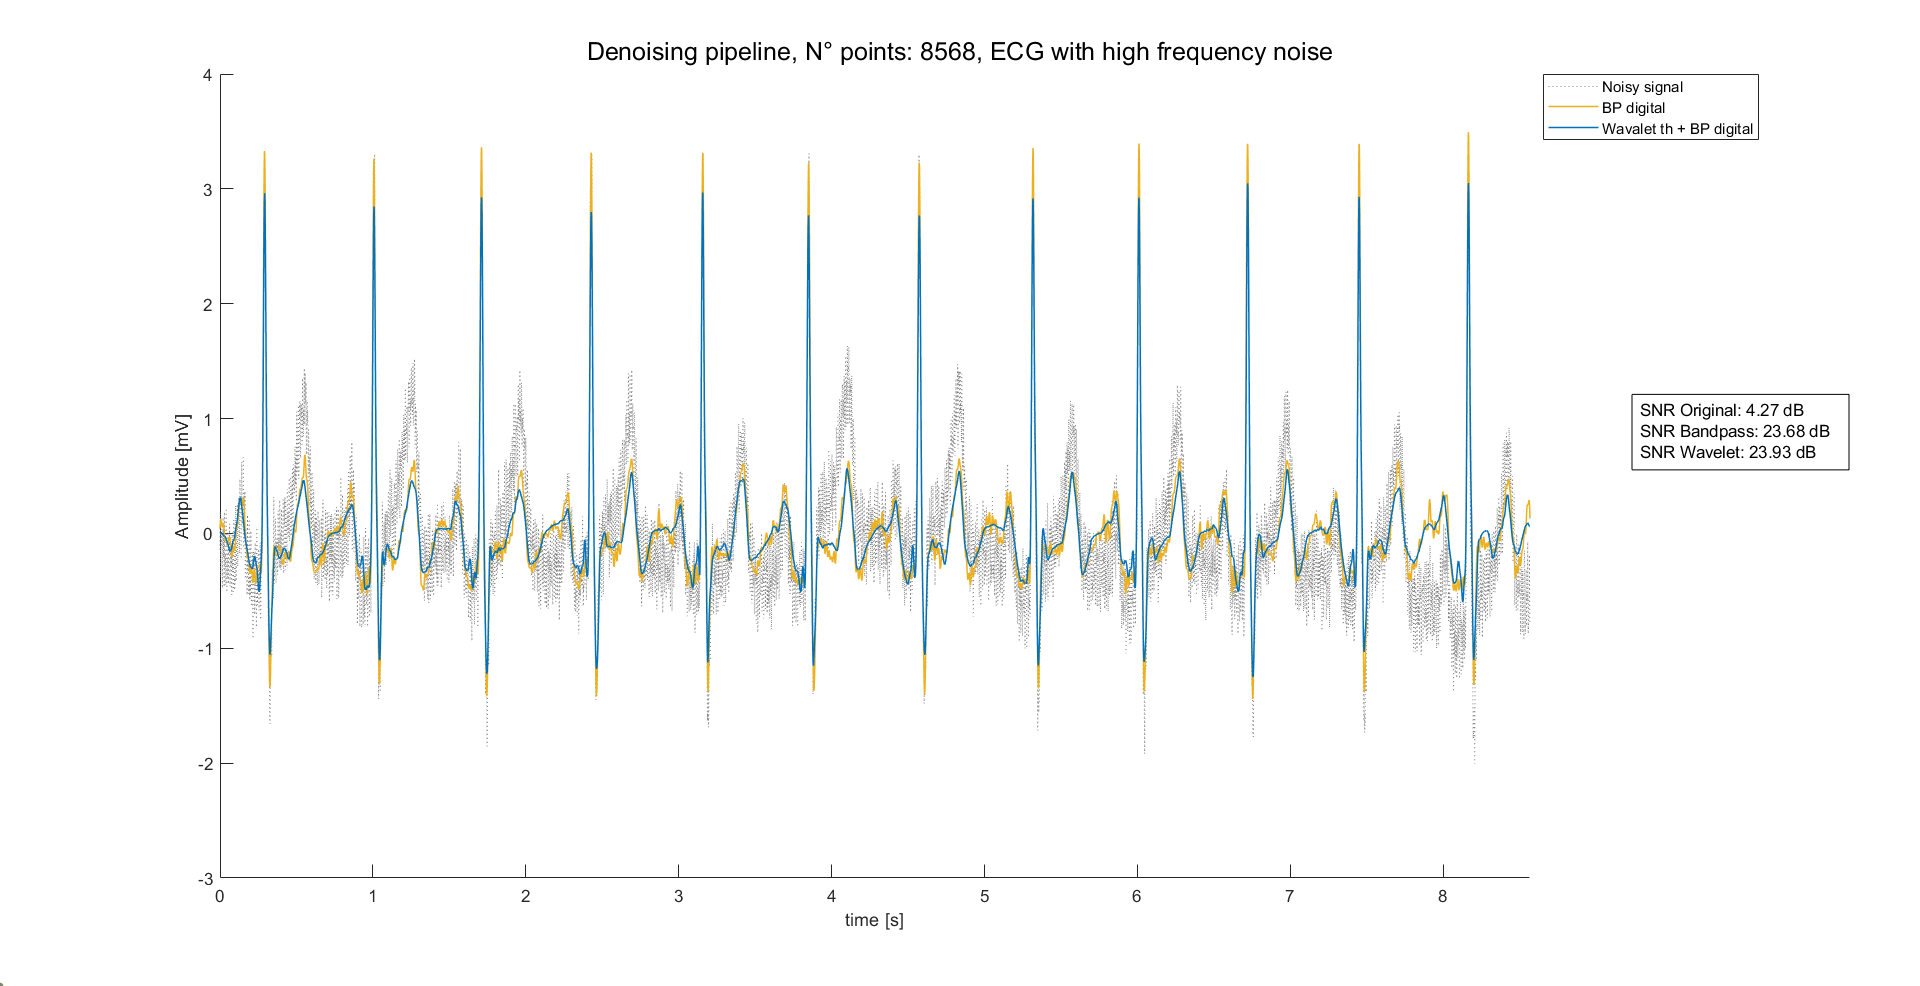 Denoising pipeline, N° points: 8568, ECG with high frequency noise
Noisy signal
BP digital
Wavalet th + BP digital
SNR Original: 4.27 dB
SNR Bandpass: 23.68 dB
SNR Wavelet: 23.93 dB
Amplitude [mV]
4
3
2
1
0
-1
-2
-3
0 1 2 3 4 5 6 7 8
time [s]